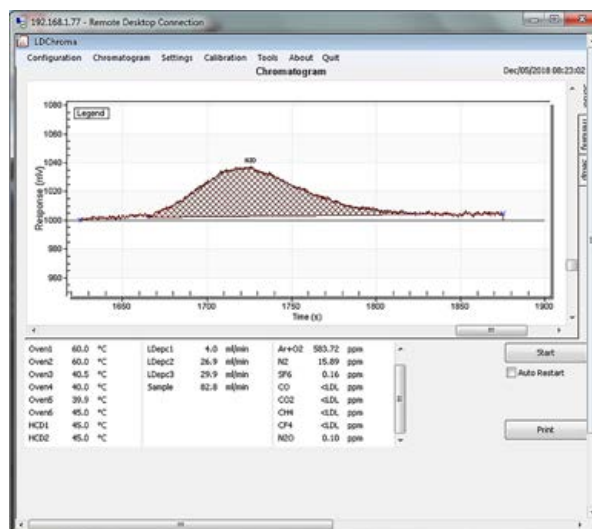 192.168.1.77 - Remote Desktop Connection
LDChroma
Configuration Chromatogram Settings Calibration Tools About Quit
Chromatogram Dec/05/2018 08:23:02
Legend
Response (mV)
1080
1060
1040
1020
1000
980
960
1650 1700 1750 1800 1850 1900
Time (s)
Oven1 60.0 °C LDepc1 4.0 ml/min Ar+O2 583.72 ppm
Oven2 60.0 °C LDepc2 26.9 ml/min N2 15.89 ppm
Oven3 40.5 °C LDepc3 29.9 ml/min SF6 0.16 ppm
Oven4 40.0 °C Sample 82.8 ml/min CO <LDL ppm
Oven5 39.9 °C CO2 <LDL ppm
Oven6 45.0 °C CH4 <LDL ppm
HCD1 45.0 °C CF4 <LDL ppm
HCD2 45.0 °C N2O 0.10 ppm
Start
Auto Restart
Print